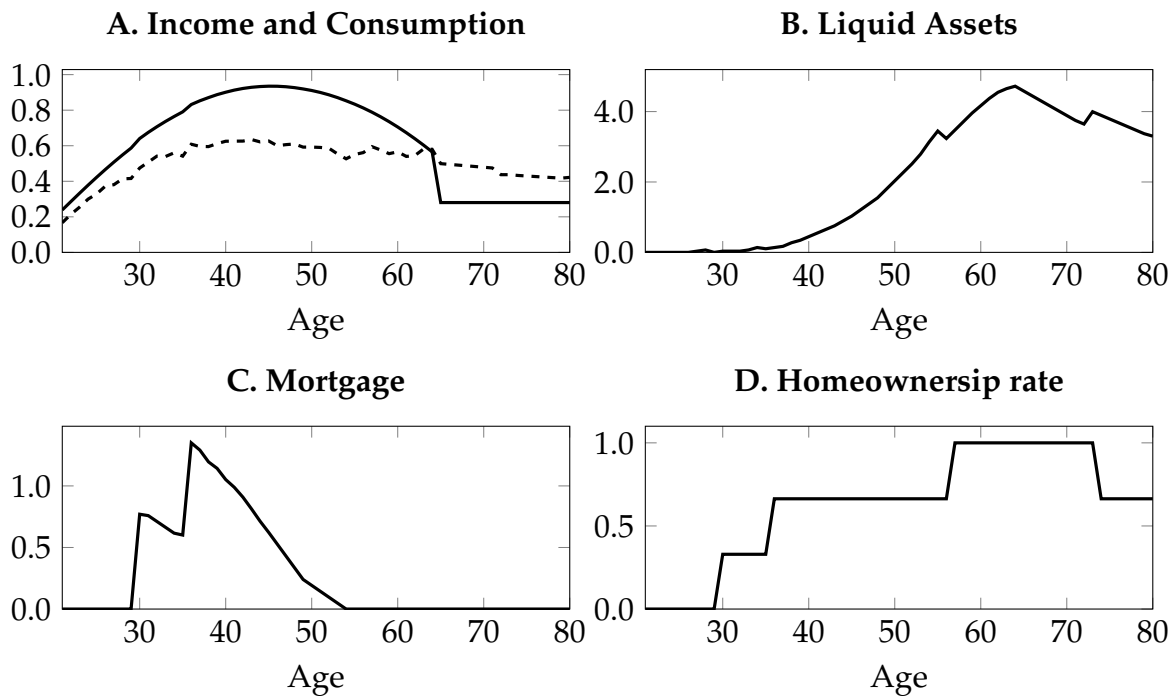 A. Income and Consumption
1.0
0.8
0.6
0.4
0.2
0.0
30 40 50 60 70 80
Age
B. Liquid Assets
4.0
2.0
0.0
30 40 50 60 70 80
Age
C. Mortgage
1.0
0.5
0.0
30 40 50 60 70 80
Age
D. Homeownersip rate
1.0
0.5
0.0
30 40 50 60 70 80
Age